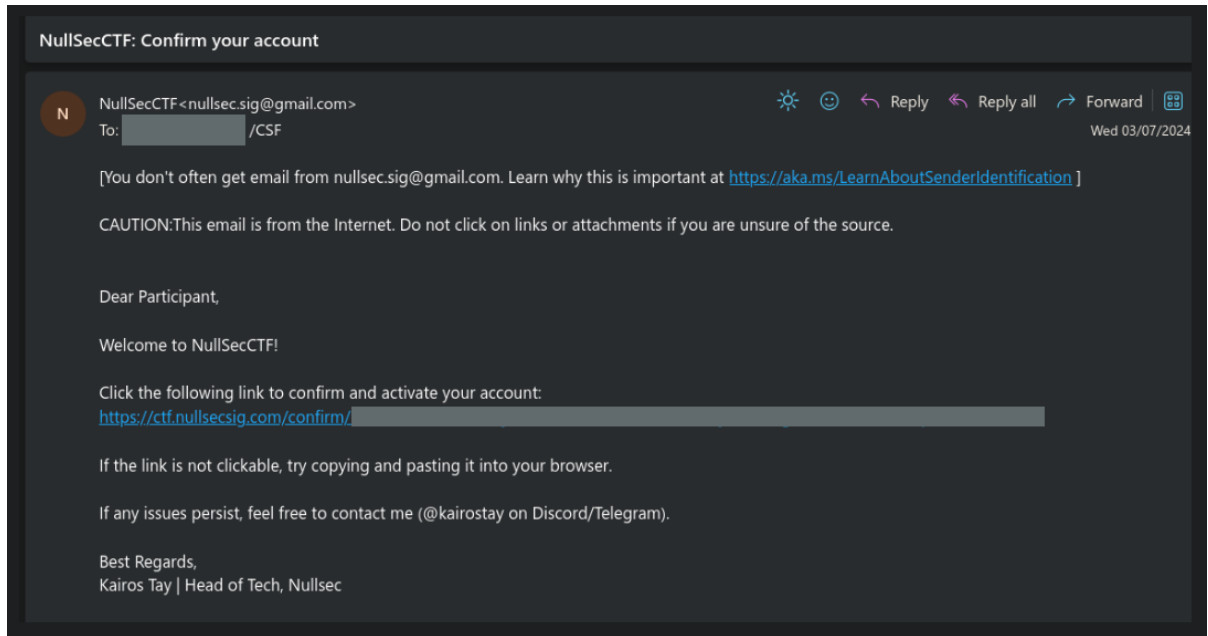 NullSecCTF: Confirm your account
N
NullSecCTF<nullsec.sig@gmail.com>
Reply
Reply all
Forward
To: /CSF
Wed 03/07/2024
[You don't often get email from nullsec.sig@gmail.com. Learn why this is important at https://aka.ms/LearnAboutSenderIdentification ]
CAUTION:This email is from the Internet. Do not click on links or attachments if you are unsure of the source.
Dear Participant,
Welcome to NullSecCTF!
Click the following link to confirm and activate your account:
https://ctf.nullsecsig.com/confirm/
If the link is not clickable, try copying and pasting it into your browser.
If any issues persist, feel free to contact me (@kairostay on Discord/Telegram).
Best Regards,
Kairos Tay | Head of Tech, Nullsec